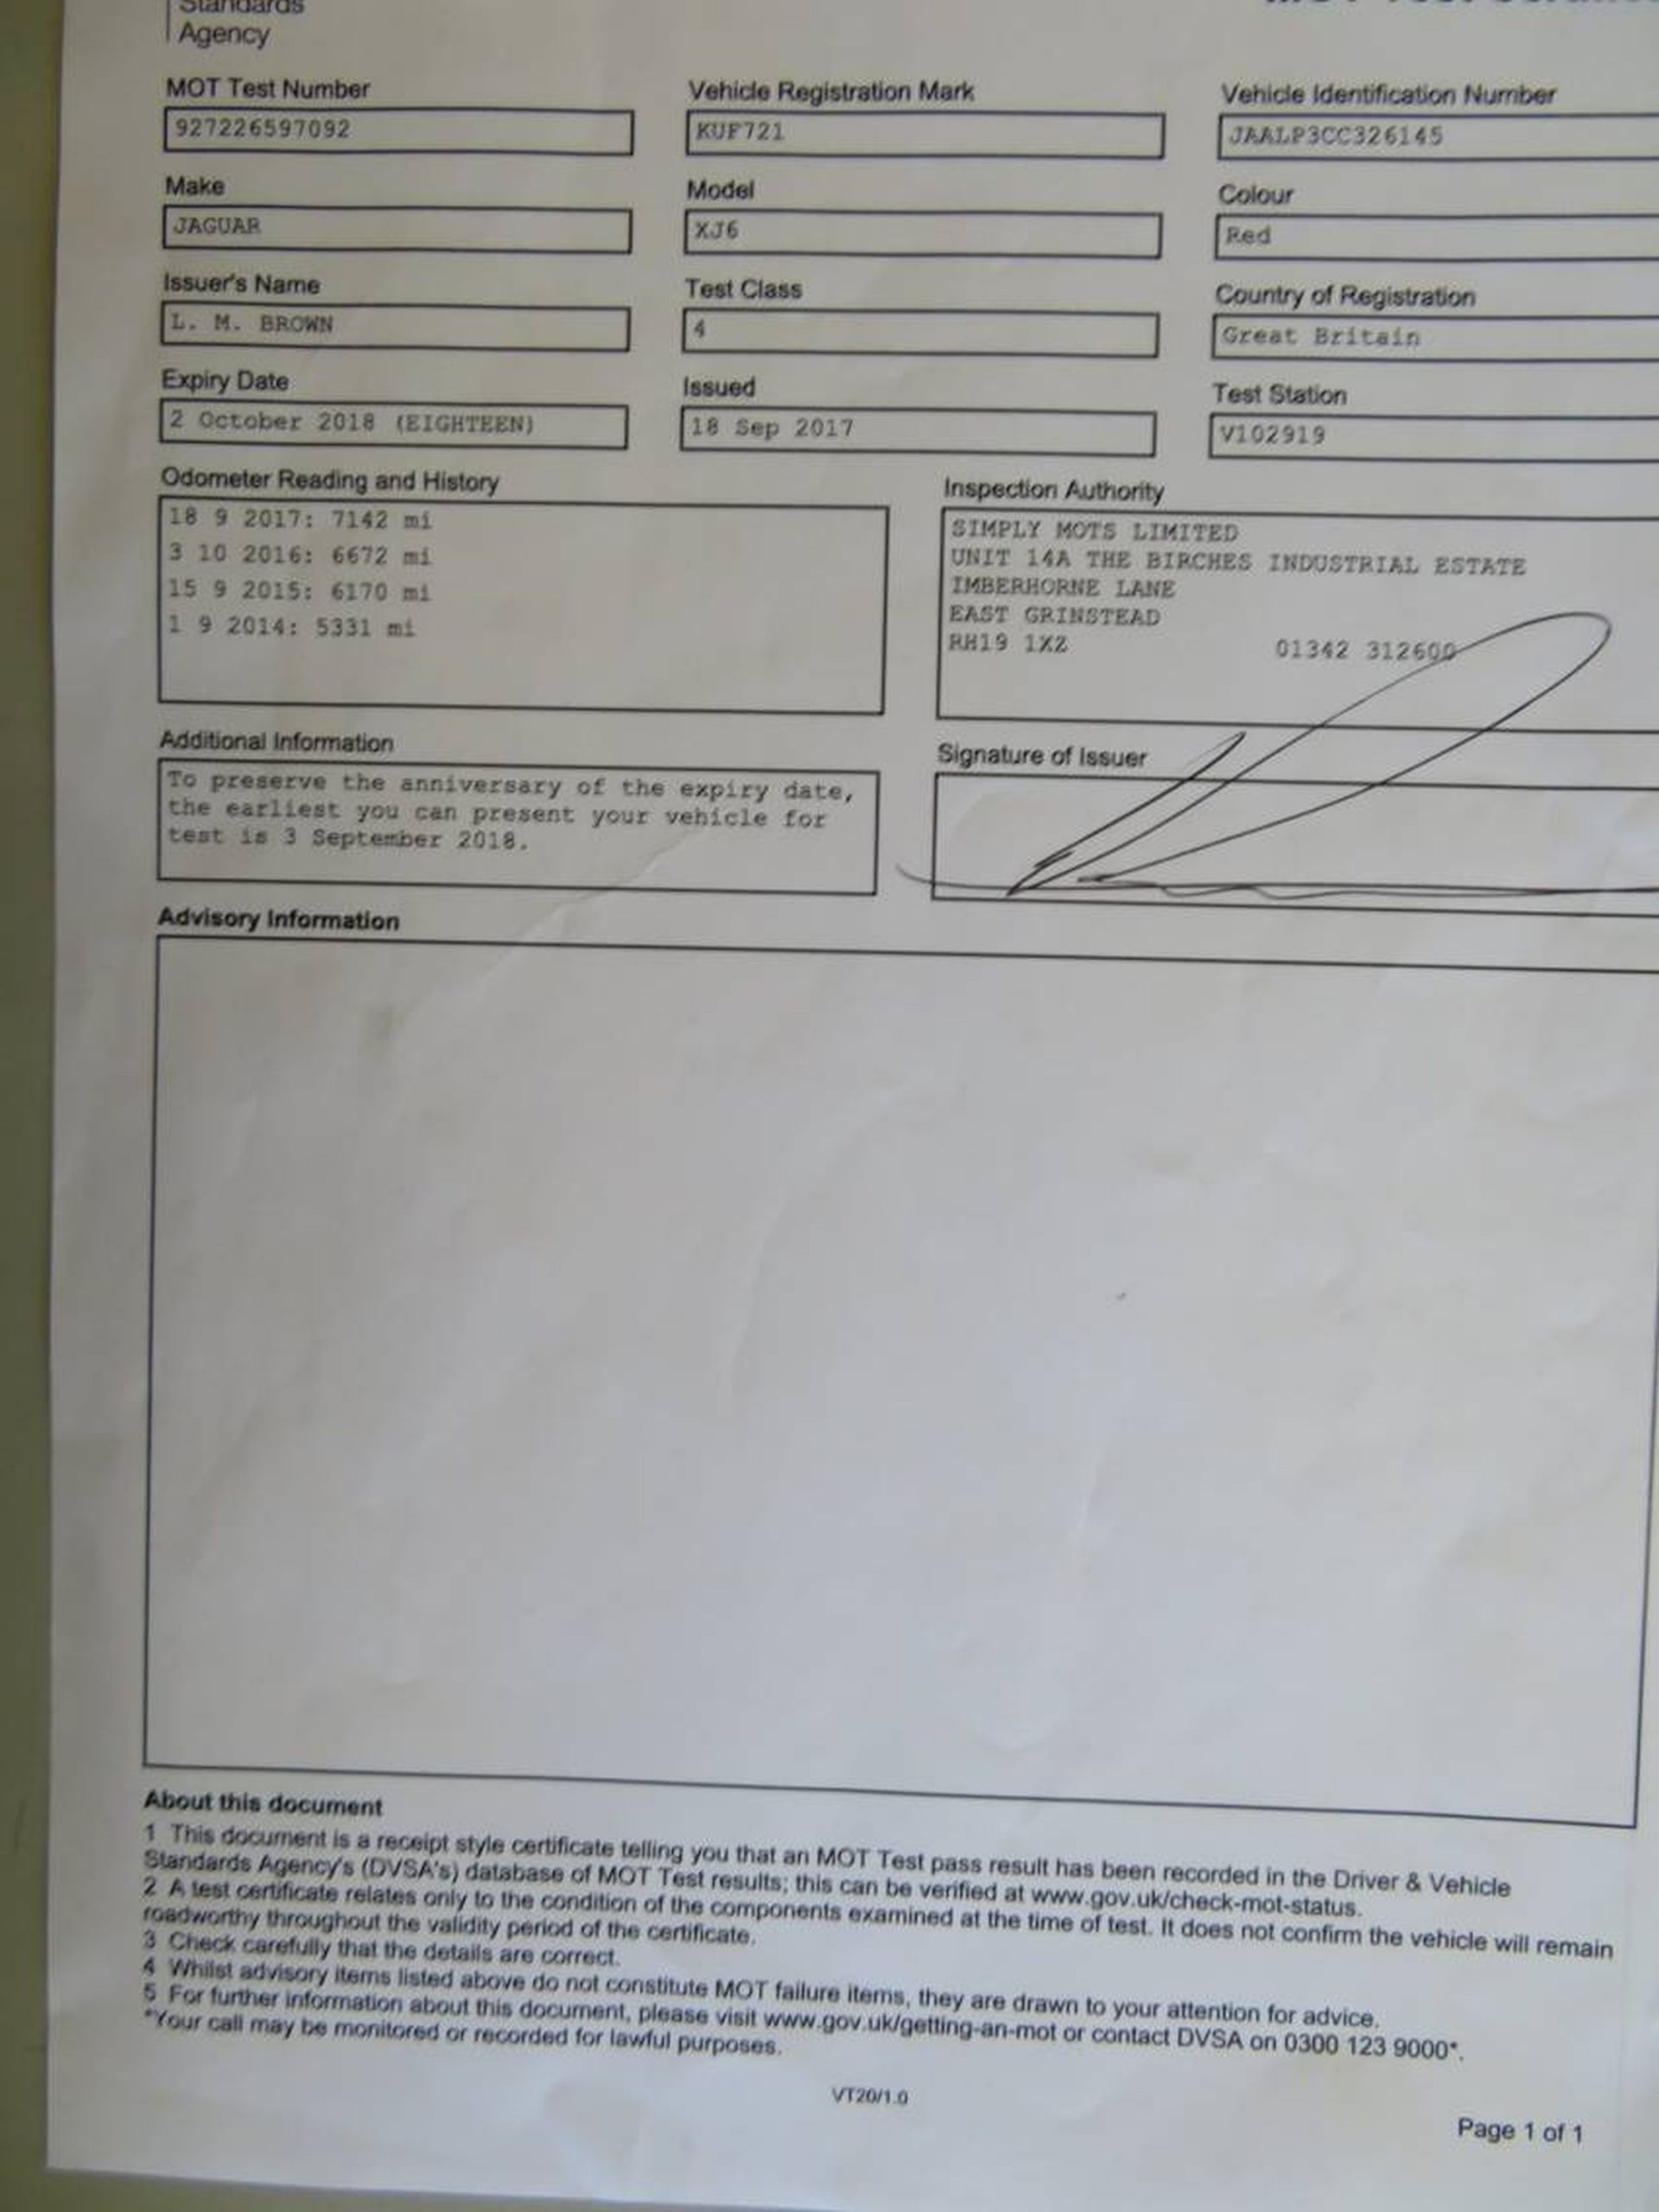 Standards
Agency
MOT Test Number
927226597092
Vehicle Registration Mark
KUF721
Vehicle Identification Number
JAALP3CC326145
Make
JAGUAR
Model
XJ6
Colour
Red
Issuer's Name
L. M. BROWN
Test Class
4
Country of Registration
Great Britain
Expiry Date
2 October 2018 (EIGHTEEN)
Issued
18 Sep 2017
Test Station
V102919
Odometer Reading and History
18 9 2017: 7142 mi
3 10 2016: 6672 mi
15 9 2015: 6170 mi
1 9 2014: 5331 mi
Inspection Authority
SIMPLY MOTS LIMITED
UNIT 14A THE BIRCHES INDUSTRIAL ESTATE
IMBERHORNE LANE
EAST GRINSTEAD
RH19 1XZ 01342 312600
Additional Information
To preserve the anniversary of the expiry date,
the earliest you can present your vehicle for
test is 3 September 2018.
Signature of Issuer
Advisory Information
About this document
1 This document is a receipt style certificate telling you that an MOT Test pass result has been recorded in the Driver & Vehicle
Standards Agency's (DVSA's) database of MOT Test results; this can be verified at www.gov.uk/check-mot-status.
2 A test certificate relates only to the condition of the components examined at the time of test. It does not confirm the vehicle will remain
roadworthy throughout the validity period of the certificate.
3 Check carefully that the details are correct.
4 Whilst advisory items listed above do not constitute MOT failure items, they are drawn to your attention for advice.
5 For further information about this document, please visit www.gov.uk/getting-an-mot or contact DVSA on 0300 123 9000*.
*Your call may be monitored or recorded for lawful purposes.
VT20/1.0
Page 1 of 1